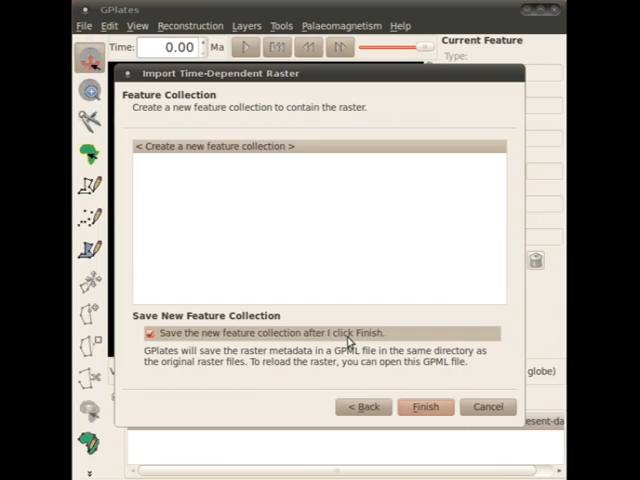 GPlates
File Edit View Reconstruction Layers Tools Palaeomagnetism Help
Time: 0.00 Ma
Current Feature
Type:
Import Time-Dependent Raster
Feature Collection
Create a new feature collection to contain the raster.
< Create a new feature collection >
Save New Feature Collection
Save the new feature collection after I click Finish.
GPlates will save the raster metadata in a GPML file in the same directory as
the original raster files. To reload the raster, you can open this GPML file.
globe)
< Back Finish Cancel
esent-da